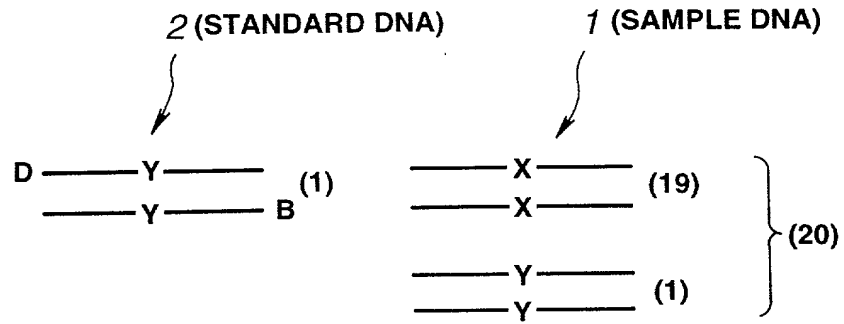 2 (STANDARD DNA)
1 (SAMPLE DNA)
D Y
(1)
Y B
X
(19)
X
(20)
Y
(1)
Y